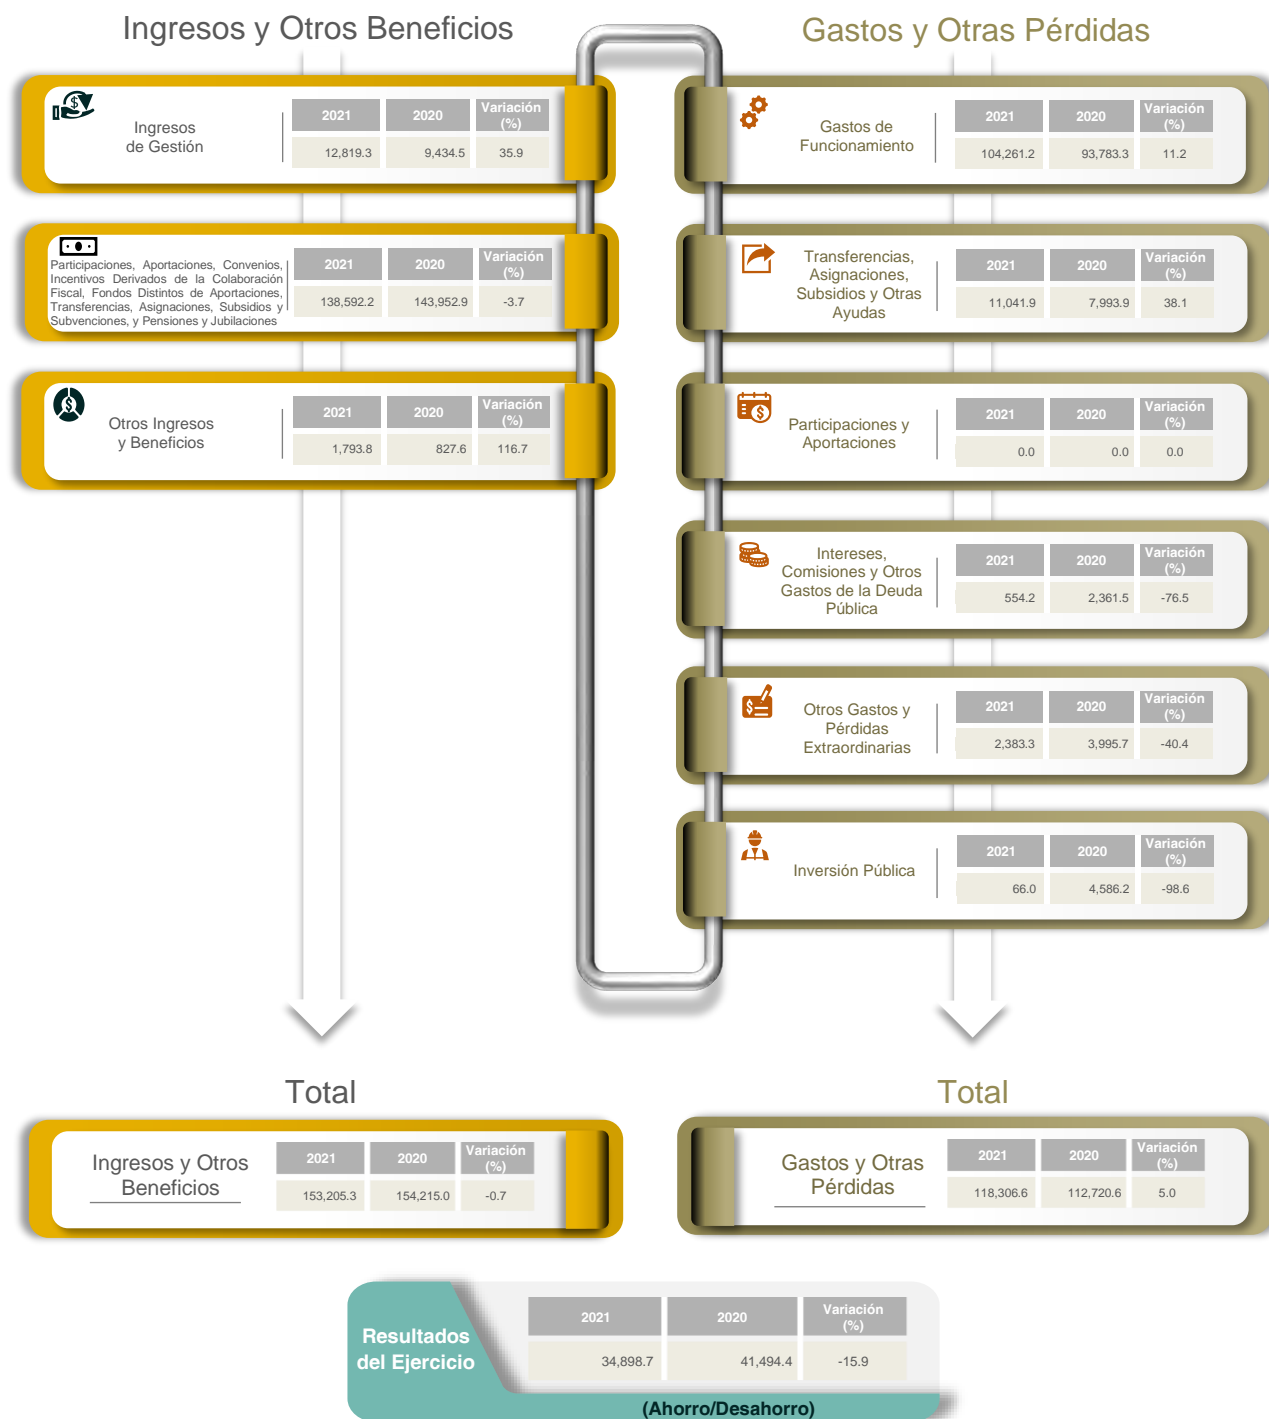 Ingresos y Otros Beneficios
Ingresos
de Gestión
2021 2020 Variación
(%)
12,819.3 9,434.5 35.9
Participaciones, Aportaciones, Convenios,
Incentivos Derivados de la Colaboración
Fiscal, Fondos Distintos de Aportaciones,
Transferencias, Asignaciones, Subsidios y
Subvenciones, y Pensiones y Jubilaciones
2021 2020 Variación
(%)
138,592.2 143,952.9 -3.7
Otros Ingresos
y Beneficios
2021 2020 Variación
(%)
1,793.8 827.6 116.7
Gastos y Otras Pérdidas
Gastos de
Funcionamiento
2021 2020 Variación
(%)
104,261.2 93,783.3 11.2
Transferencias,
Asignaciones,
Subsidios y Otras
Ayudas
2021 2020 Variación
(%)
11,041.9 7,993.9 38.1
Participaciones y
Aportaciones
2021 2020 Variación
(%)
0.0 0.0 0.0
Intereses,
Comisiones y Otros
Gastos de la Deuda
Pública
2021 2020 Variación
(%)
554.2 2,361.5 -76.5
Otros Gastos y
Pérdidas
Extraordinarias
2021 2020 Variación
(%)
2,383.3 3,995.7 -40.4
Inversión Pública
2021 2020 Variación
(%)
66.0 4,586.2 -98.6
Total
Ingresos y Otros
Beneficios
2021 2020 Variación
(%)
153,205.3 154,215.0 -0.7
Total
Gastos y Otras
Pérdidas
2021 2020 Variación
(%)
118,306.6 112,720.6 5.0
Resultados
del Ejercicio
2021 2020 Variación
(%)
34,898.7 41,494.4 -15.9
(Ahorro/Desahorro)